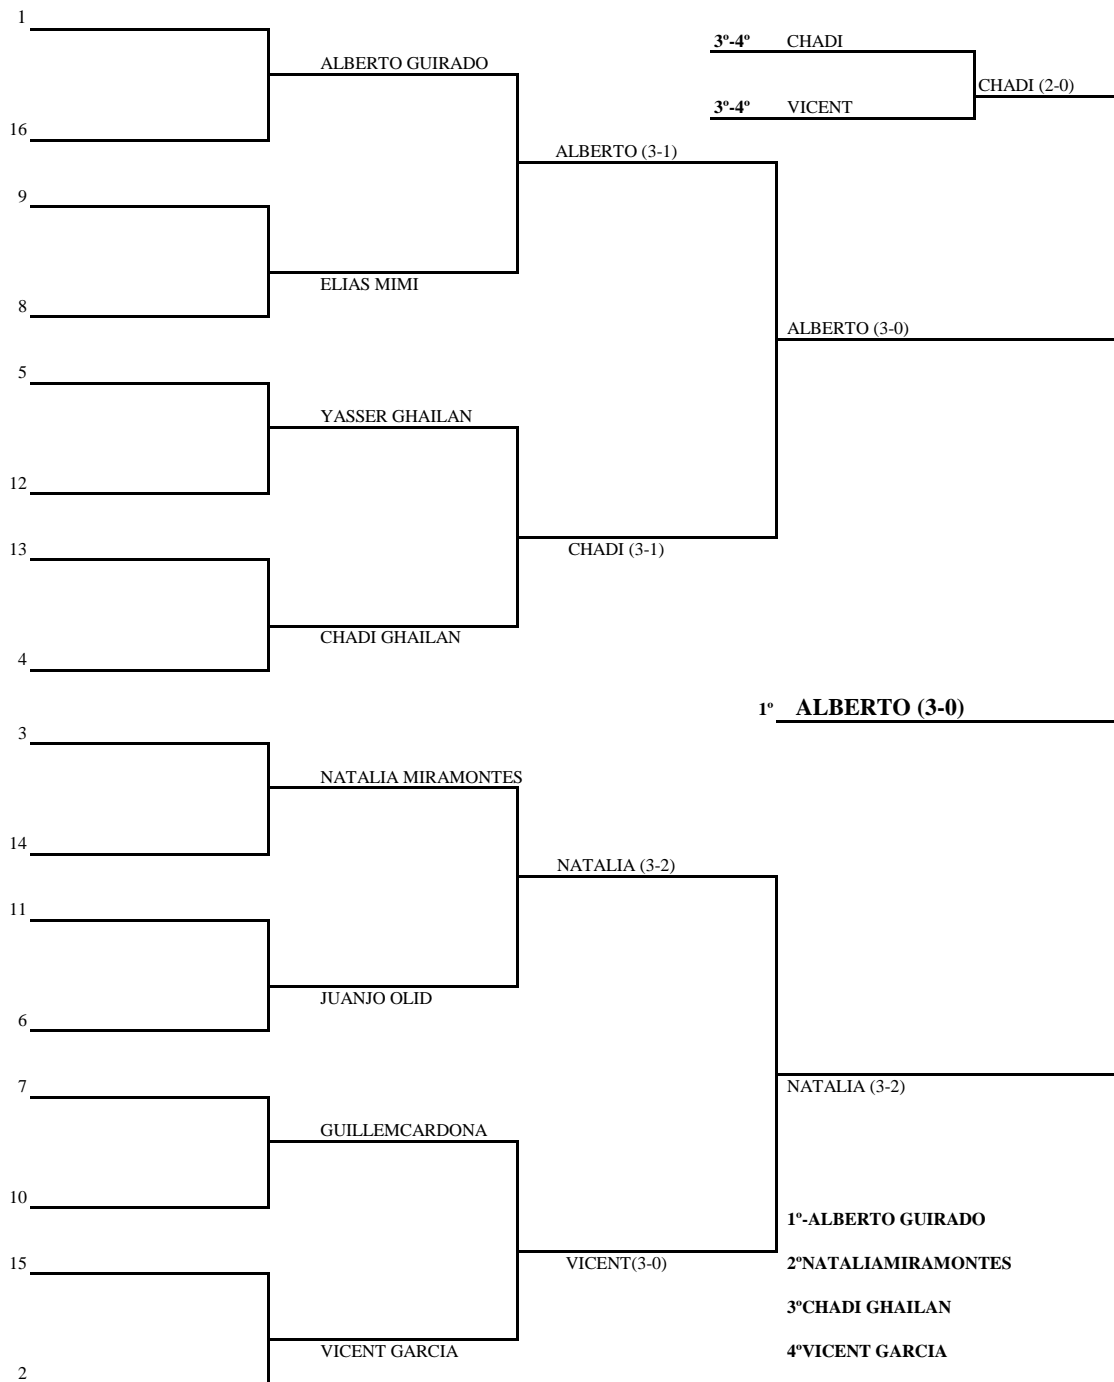 1
3º-4º CHADI
ALBERTO GUIRADO
CHADI (2-0)
3º-4º VICENT
16
ALBERTO (3-1)
9
ELIAS MIMI
8
ALBERTO (3-0)
5
YASSER GHAILAN
12
13
CHADI (3-1)
CHADI GHAILAN
4
1º ALBERTO (3-0)
3
NATALIA MIRAMONTES
14
NATALIA (3-2)
11
JUANJO OLID
6
7
NATALIA (3-2)
GUILLEMCARDONA
10
1º-ALBERTO GUIRADO
15
VICENT(3-0)
2ºNATALIAMIRAMONTES
3ºCHADI GHAILAN
VICENT GARCIA
4ºVICENT GARCIA
2